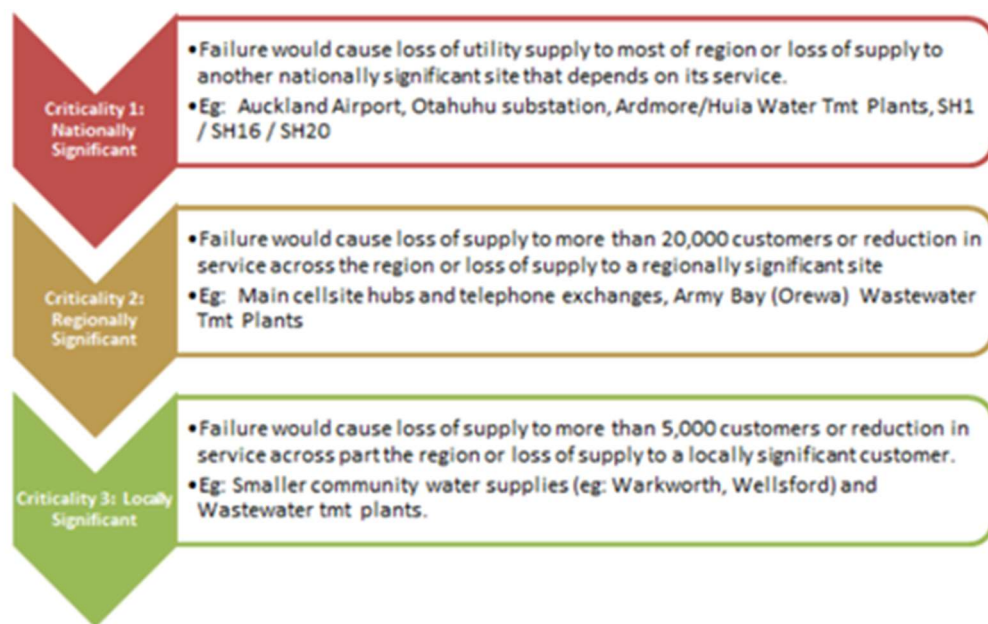 Criticality 1:
Nationally
Significant
•Failure would cause loss of utility supply to most of region or loss of supply to
another nationally significant site that depends on its service.
•Eg: Auckland Airport, Otahuhu substation, Ardmore/Huia Water Tmt Plants, SH1
/ SH16 / SH20
Criticality 2:
Regionally
Significant
•Failure would cause loss of supply to more than 20,000 customers or reduction in
service across the region or loss of supply to a regionally significant site
•Eg: Main cellsite hubs and telephone exchanges, Army Bay (Orewa) Wastewater
Tmt Plants
Criticality 3: Locally
Significant
•Failure would cause loss of supply to more than 5,000 customers or reduction in
service across part the region or loss of supply to a locally significant customer.
•Eg: Smaller community water supplies (eg: Warkworth, Wellsford) and
Wastewater tmt plants.